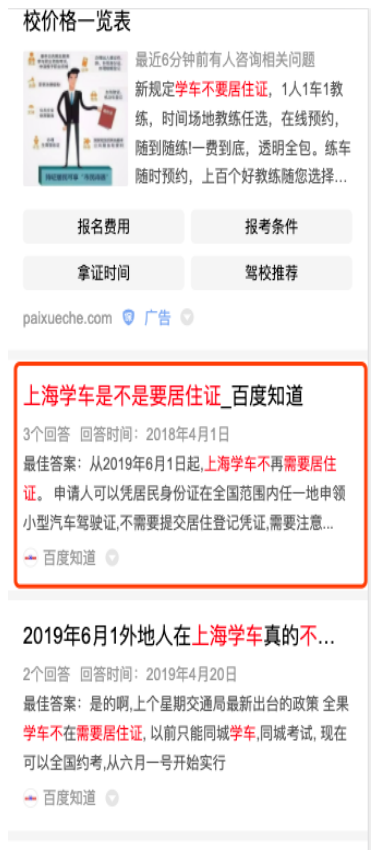 校价格一览表
最近6分钟前有人咨询相关问题
新规定学车不要居住证，1人1车1教
练，时间场地教练任选，在线预约，
随到随练!一费到底，透明全包。练车
随时预约，上百个好教练随您选择...
报名费用
报考条件
拿证时间
驾校推荐
paixueche.com 保 广告
上海学车是不是要居住证_百度知道
3个回答 回答时间：2018年4月1日
最佳答案：从2019年6月1日起,上海学车不再需要居住
证。申请人可以凭居民身份证在全国范围内任一地申领
小型汽车驾驶证,不需要提交居住登记凭证,需要注意...
百度知道
2019年6月1外地人在上海学车真的不...
2个回答 回答时间：2019年4月20日
最佳答案：是的啊,上个星期交通局最新出台的政策 全果
学车不在需要居住证, 以前只能同城学车,同城考试, 现在
可以全国约考,从六月一号开始实行
百度知道